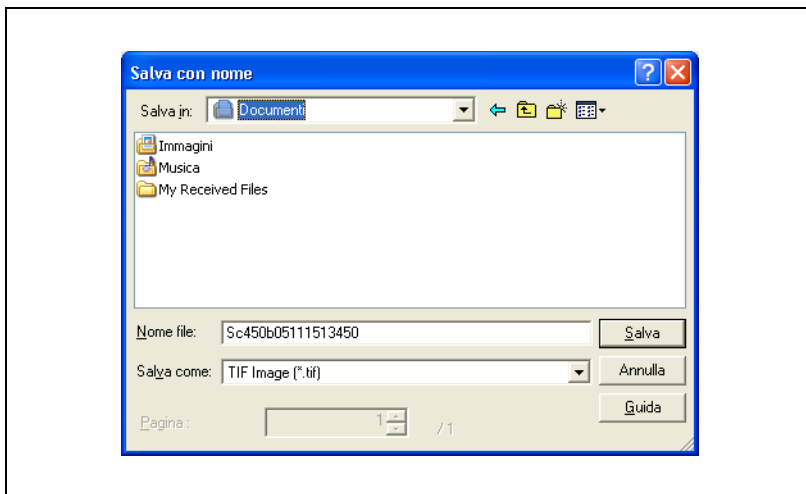 Salva con nome
Salva in: Documenti
Immagini
Musica
My Received Files
Nome file: Sc450b05111513450 Salva
Salva come: TIF Image (*.tif) Annulla
Pagina : 1 /1 Guida